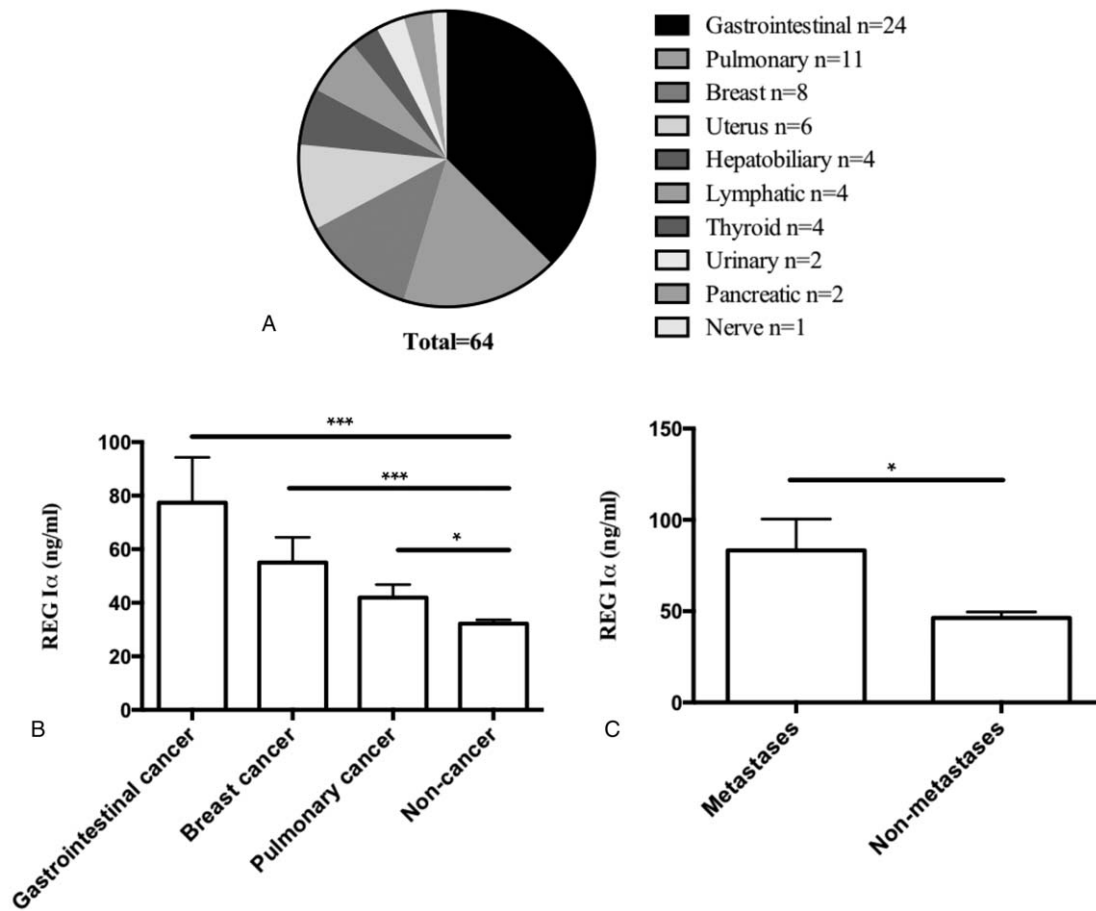 Gastrointestinal n=24
Pulmonary n=11
Breast n=8
Uterus n=6
Hepatobiliary n=4
Lymphatic n=4
Thyroid n=4
Urinary n=2
Pancreatic n=2
Nerve n=1
A
Total=64
***
***
*
100
80
60
40
20
0
REG Iα (ng/ml)
B
Gastrointestinal cancer
Breast cancer
Pulmonary cancer
Non-cancer
*
150
100
50
0
REG Iα (ng/ml)
C
Metastases
Non-metastases